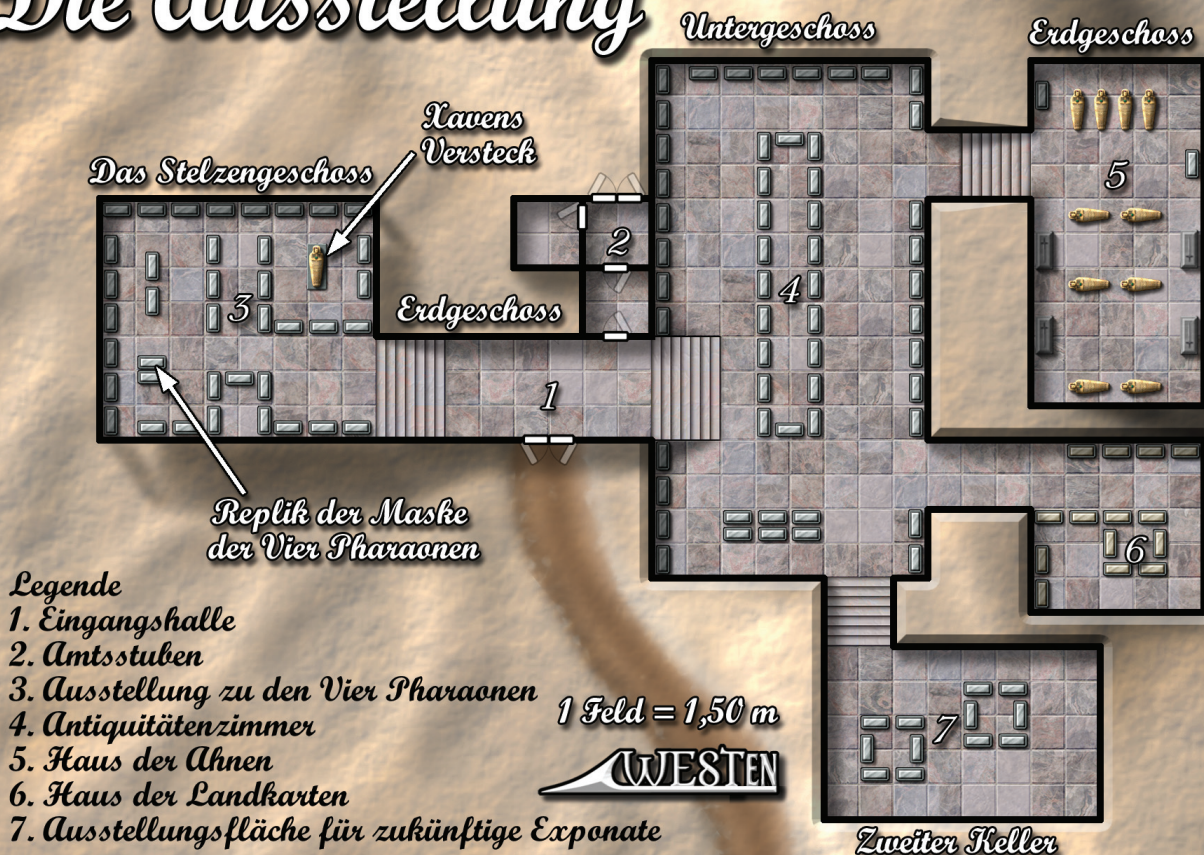 Die Ausstellung
Untergeschoss
Erdgeschoss
Xavens
Versteck
Das Stelzengeschoss
5
2
3
4
Erdgeschoss
1
Replik der Maske
der Vier Pharaonen
6
Legende
1. Eingangshalle
2. Amtsstuben
3. Ausstellung zu den Vier Pharaonen
4. Antiquitätenzimmer
5. Haus der Ahnen
6. Haus der Landkarten
7. Ausstellungsfläche für zukünftige Exponate
1 Feld = 1,50 m
WESTEN
7
Zweiter Keller